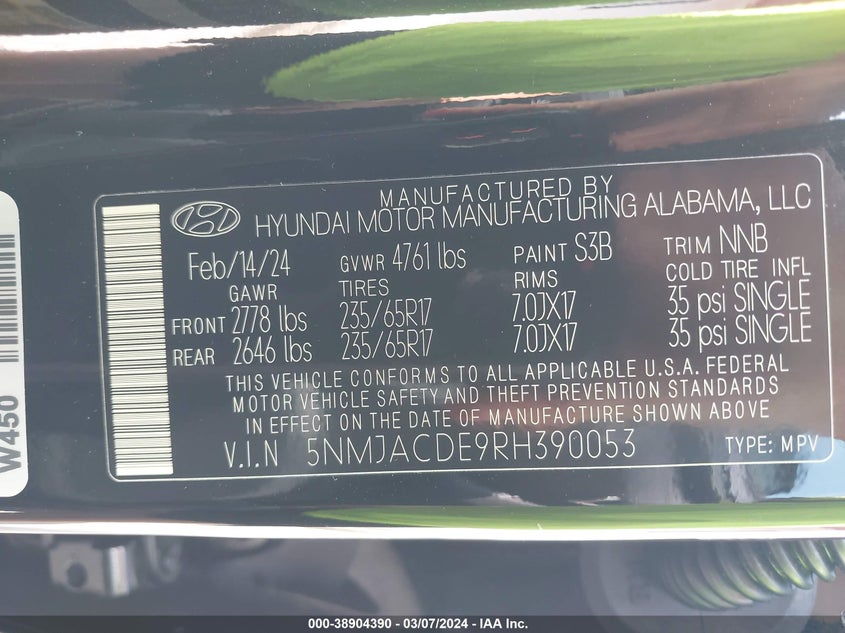 MANUFACTURED BY
HYUNDAI MOTOR MANUFACTURING ALABAMA, LLC
Feb/14/24 GVWR 4761 lbs PAINT S3B TRIM NNB
GAWR TIRES RIMS COLD TIRE INFL
FRONT 2778 lbs 235/65R17 7.0JX17 35 psi SINGLE
REAR 2646 lbs 235/65R17 7.0JX17 35 psi SINGLE
THIS VEHICLE CONFORMS TO ALL APPLICABLE U.S.A. FEDERAL
MOTOR VEHICLE SAFETY AND THEFT PREVENTION STANDARDS
IN EFFECT ON THE DATE OF MANUFACTURE SHOWN ABOVE
V.I.N 5NMJACDE9RH390053 TYPE: MPV
W450
000-38904390 - 03/07/2024 - IAA Inc.